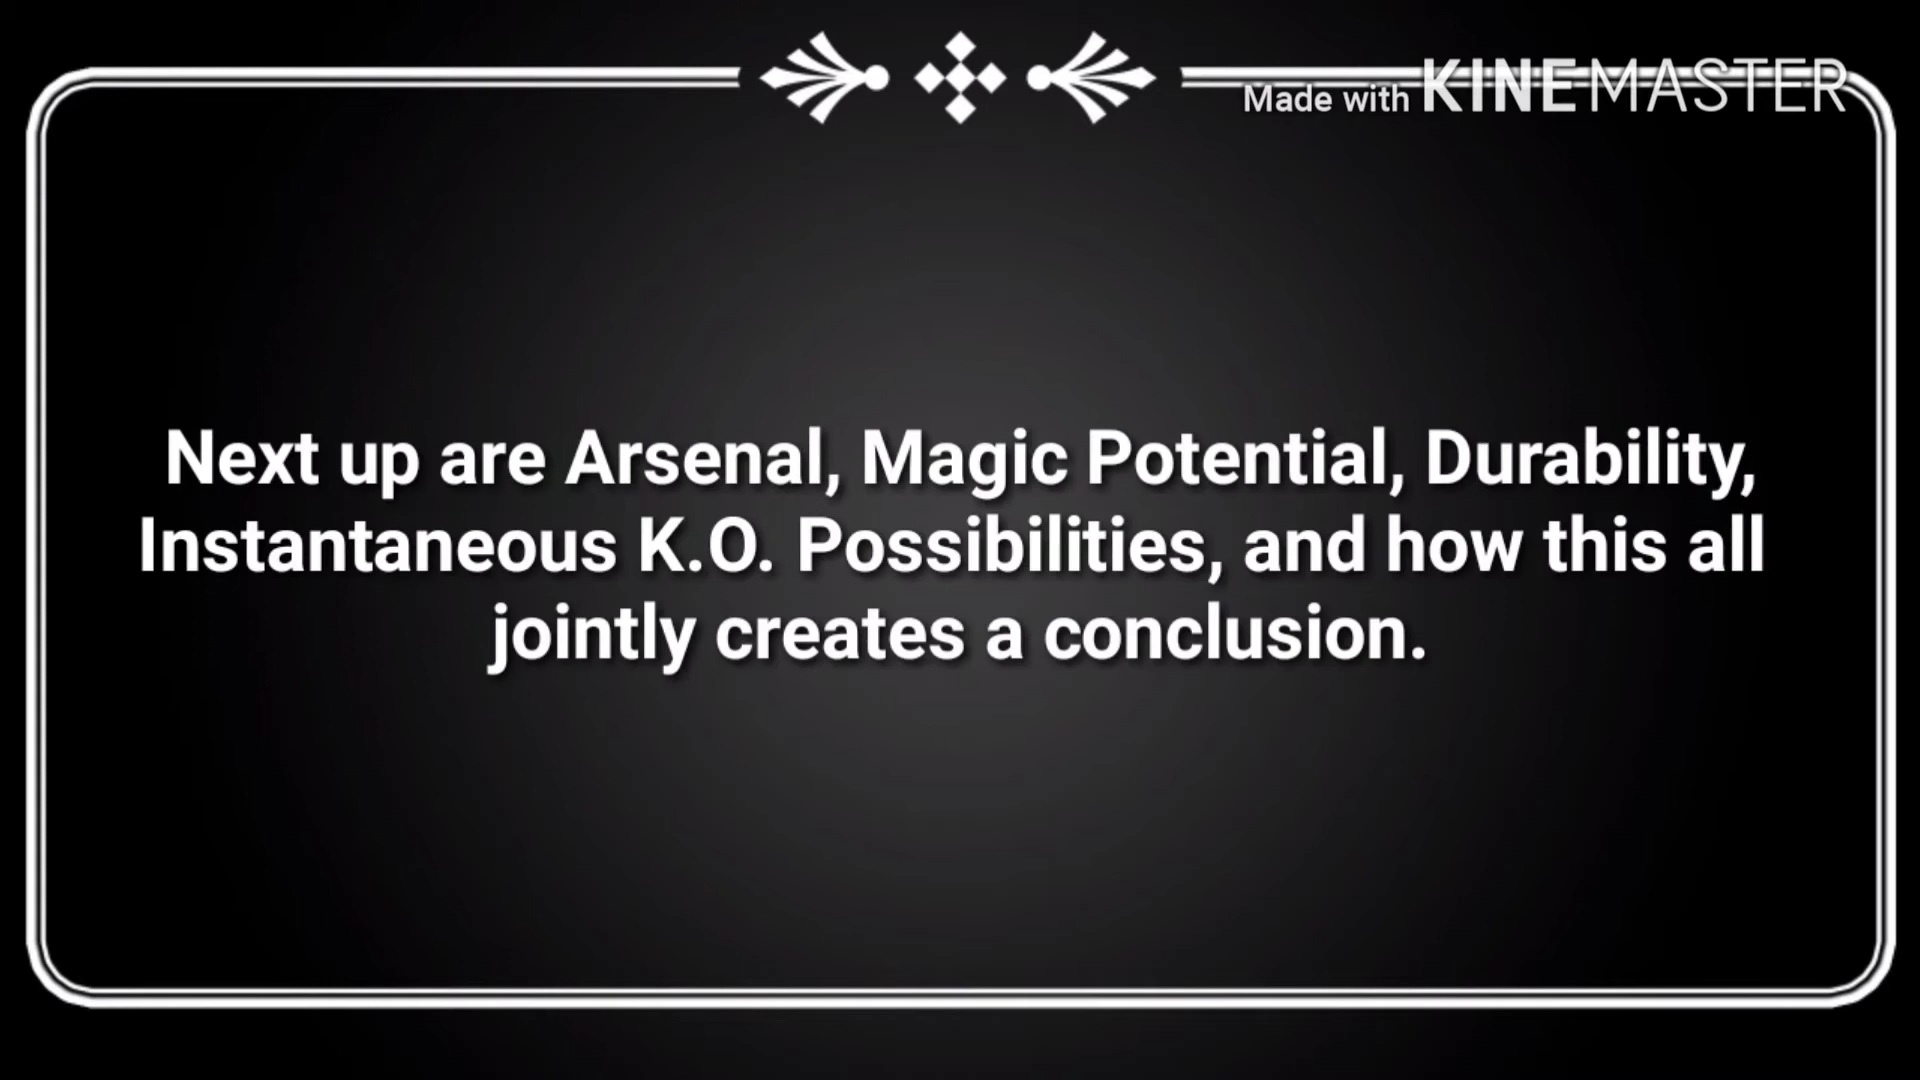 Made with KINEMASTER
Next up are Arsenal, Magic Potential, Durability,
Instantaneous K.O. Possibilities, and how this all
jointly creates a conclusion.